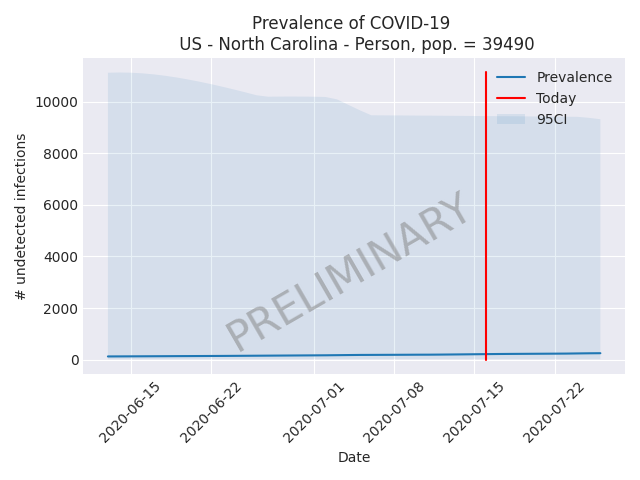 Prevalence of COVID-19
US - North Carolina - Person, pop. = 39490
Prevalence
Today
95CI
10000
8000
6000
4000
2000
0
# undetected infections
PRELIMINARY
2020-06-15
2020-06-22
2020-07-01
2020-07-08
2020-07-15
2020-07-22
Date